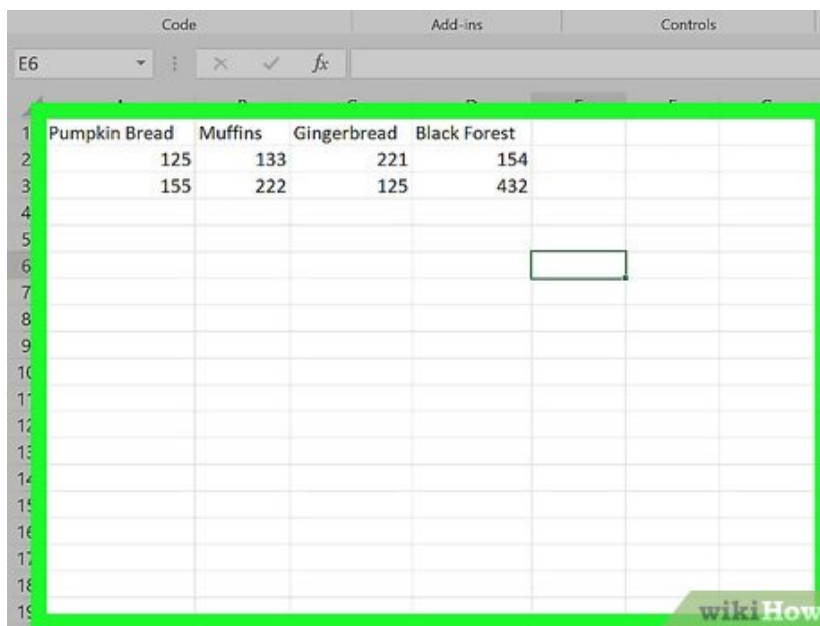 Code Add-ins Controls
E6 fx
1 Pumpkin Bread Muffins Gingerbread Black Forest
2 125 133 221 154
3 155 222 125 432
4
5
6
7
8
9
wikiHow